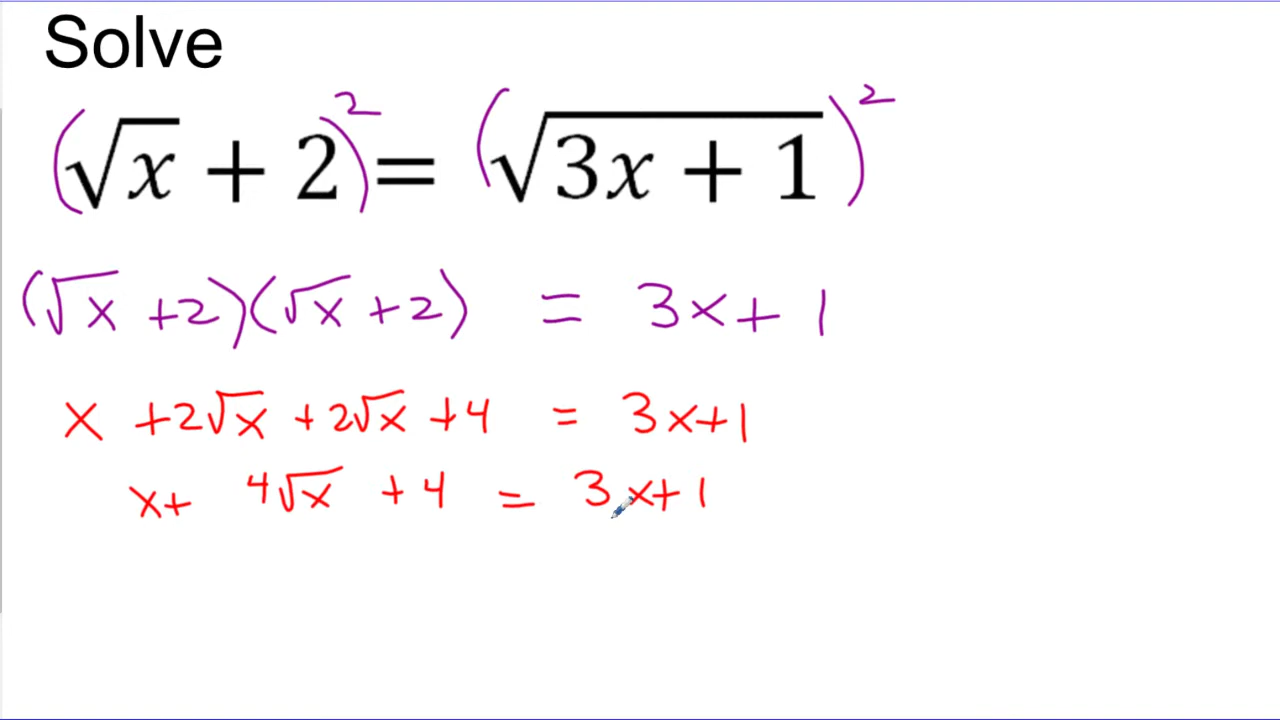 Solve
(√x + 2)² = (√3x + 1)²
(√x + 2)(√x + 2) = 3x + 1
x + 2√x + 2√x + 4 = 3x + 1
x + 4√x + 4 = 3x + 1